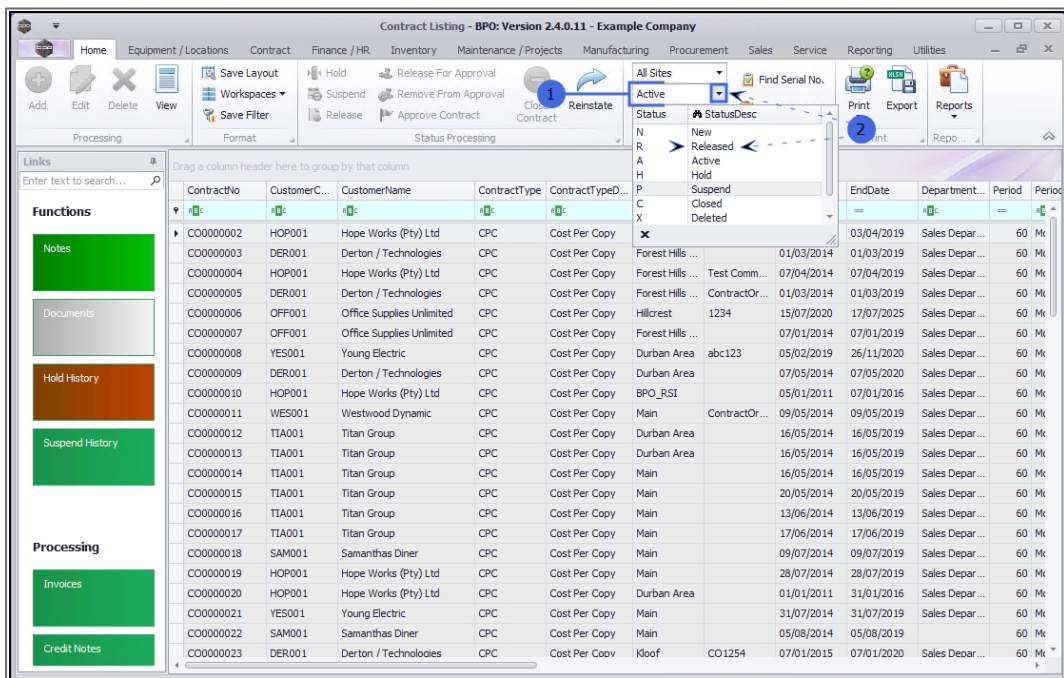 Contract Listing - BPO: Version 2.4.0.11 - Example Company
Home Equipment / Locations Contract Finance / HR Inventory Maintenance / Projects Manufacturing Procurement Sales Service Reporting Utilities
Add Edit Delete View
Processing
Save Layout
Workspaces
Save Filter
Format
Hold
Suspend
Release
Release For Approval
Remove From Approval
Approve Contract
Contract
Reinstate
Status Processing
1
All Sites
Active
Find Serial No.
2
Print Export
Reports
Repo...
Status StatusDesc
N New
R Released
A Active
H Hold
P Suspend
C Closed
X Deleted
Links
Enter text to search...
Functions
Notes
Documents
Hold History
Suspend History
Processing
Invoices
Credit Notes
Drag a column header here to group by that column
ContractNo CustomerC... CustomerName ContractType ContractTypeD... EndDate Department... Period
CO0000002 HOP001 Hope Works (Pty) Ltd CPC Cost Per Copy 03/04/2019 Sales Depar... 60
CO0000003 DER001 Derton / Technologies CPC Cost Per Copy Forest Hills ... 01/03/2014 01/03/2019 Sales Depar... 60
CO0000004 HOP001 Hope Works (Pty) Ltd CPC Cost Per Copy Forest Hills ... Test Comm... 07/04/2014 07/04/2019 Sales Depar... 60
CO0000005 DER001 Derton / Technologies CPC Cost Per Copy Forest Hills ... ContractOr... 01/03/2014 01/03/2019 Sales Depar... 60
CO0000006 OFF001 Office Supplies Unlimited CPC Cost Per Copy Hillcrest 1234 15/07/2020 17/07/2025 Sales Depar... 60
CO0000007 OFF001 Office Supplies Unlimited CPC Cost Per Copy Forest Hills ... 07/01/2014 07/01/2019 Sales Depar... 60
CO0000008 YES001 Young Electric CPC Cost Per Copy Durban Area abc123 05/02/2019 26/11/2020 Sales Depar... 60
CO0000009 DER001 Derton / Technologies CPC Cost Per Copy Durban Area 07/05/2014 07/05/2020 Sales Depar... 60
CO0000010 HOP001 Hope Works (Pty) Ltd CPC Cost Per Copy BPO_RSI 05/01/2011 07/01/2016 Sales Depar... 60
CO0000011 WES001 Westwood Dynamic CPC Cost Per Copy Main ContractOr... 09/05/2014 09/05/2019 Sales Depar... 60
CO0000012 TIA001 Titan Group CPC Cost Per Copy Durban Area 16/05/2014 16/05/2019 Sales Depar... 60
CO0000013 TIA001 Titan Group CPC Cost Per Copy Durban Area 16/05/2014 16/05/2019 Sales Depar... 60
CO0000014 TIA001 Titan Group CPC Cost Per Copy Main 16/05/2014 16/05/2019 Sales Depar... 60
CO0000015 TIA001 Titan Group CPC Cost Per Copy Main 20/05/2014 20/05/2019 Sales Depar... 60
CO0000016 TIA001 Titan Group CPC Cost Per Copy Main 13/06/2014 13/06/2019 Sales Depar... 60
CO0000017 TIA001 Titan Group CPC Cost Per Copy Main 17/06/2014 17/06/2019 Sales Depar... 60
CO0000018 SAM001 Samanthas Diner CPC Cost Per Copy Main 09/07/2014 09/07/2019 Sales Depar... 60
CO0000019 HOP001 Hope Works (Pty) Ltd CPC Cost Per Copy Main 28/07/2014 28/07/2019 Sales Depar... 60
CO0000020 HOP001 Hope Works (Pty) Ltd CPC Cost Per Copy Durban Area 01/01/2011 31/01/2016 Sales Depar... 60
CO0000021 YES001 Young Electric CPC Cost Per Copy Main 31/07/2014 31/07/2019 Sales Depar... 60
CO0000022 SAM001 Samanthas Diner CPC Cost Per Copy Main 05/08/2014 05/08/2019 60
CO0000023 DER001 Derton / Technologies CPC Cost Per Copy Kloof CO1254 07/01/2015 07/01/2020 Sales Depar... 60